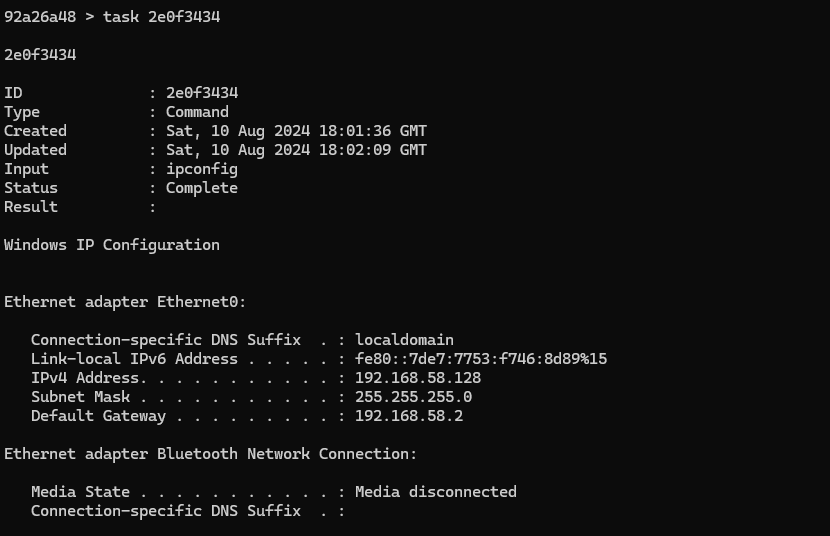 92a26a48 > task 2e0f3434
2e0f3434
ID              : 2e0f3434
Type            : Command
Created         : Sat, 10 Aug 2024 18:01:36 GMT
Updated         : Sat, 10 Aug 2024 18:02:09 GMT
Input           : ipconfig
Status          : Complete
Result          :
Windows IP Configuration
Ethernet adapter Ethernet0:
   Connection-specific DNS Suffix  . : localdomain
   Link-local IPv6 Address . . . . . : fe80::7de7:7753:f746:8d89%15
   IPv4 Address. . . . . . . . . . . : 192.168.58.128
   Subnet Mask . . . . . . . . . . . : 255.255.255.0
   Default Gateway . . . . . . . . . : 192.168.58.2
Ethernet adapter Bluetooth Network Connection:
   Media State . . . . . . . . . . . : Media disconnected
   Connection-specific DNS Suffix  . :